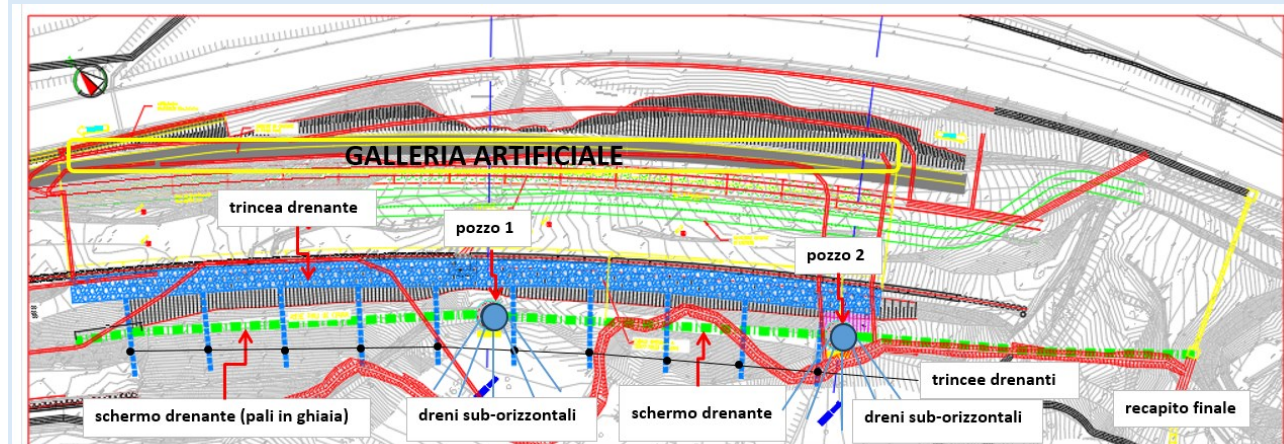 GALLERIA ARTIFICIALE
trincea drenante
pozzo 1
pozzo 2
trincee drenanti
schermo drenante (pali in ghiaia)
dreni sub-orizzontali
schermo drenante
dreni sub-orizzontali
recapito finale